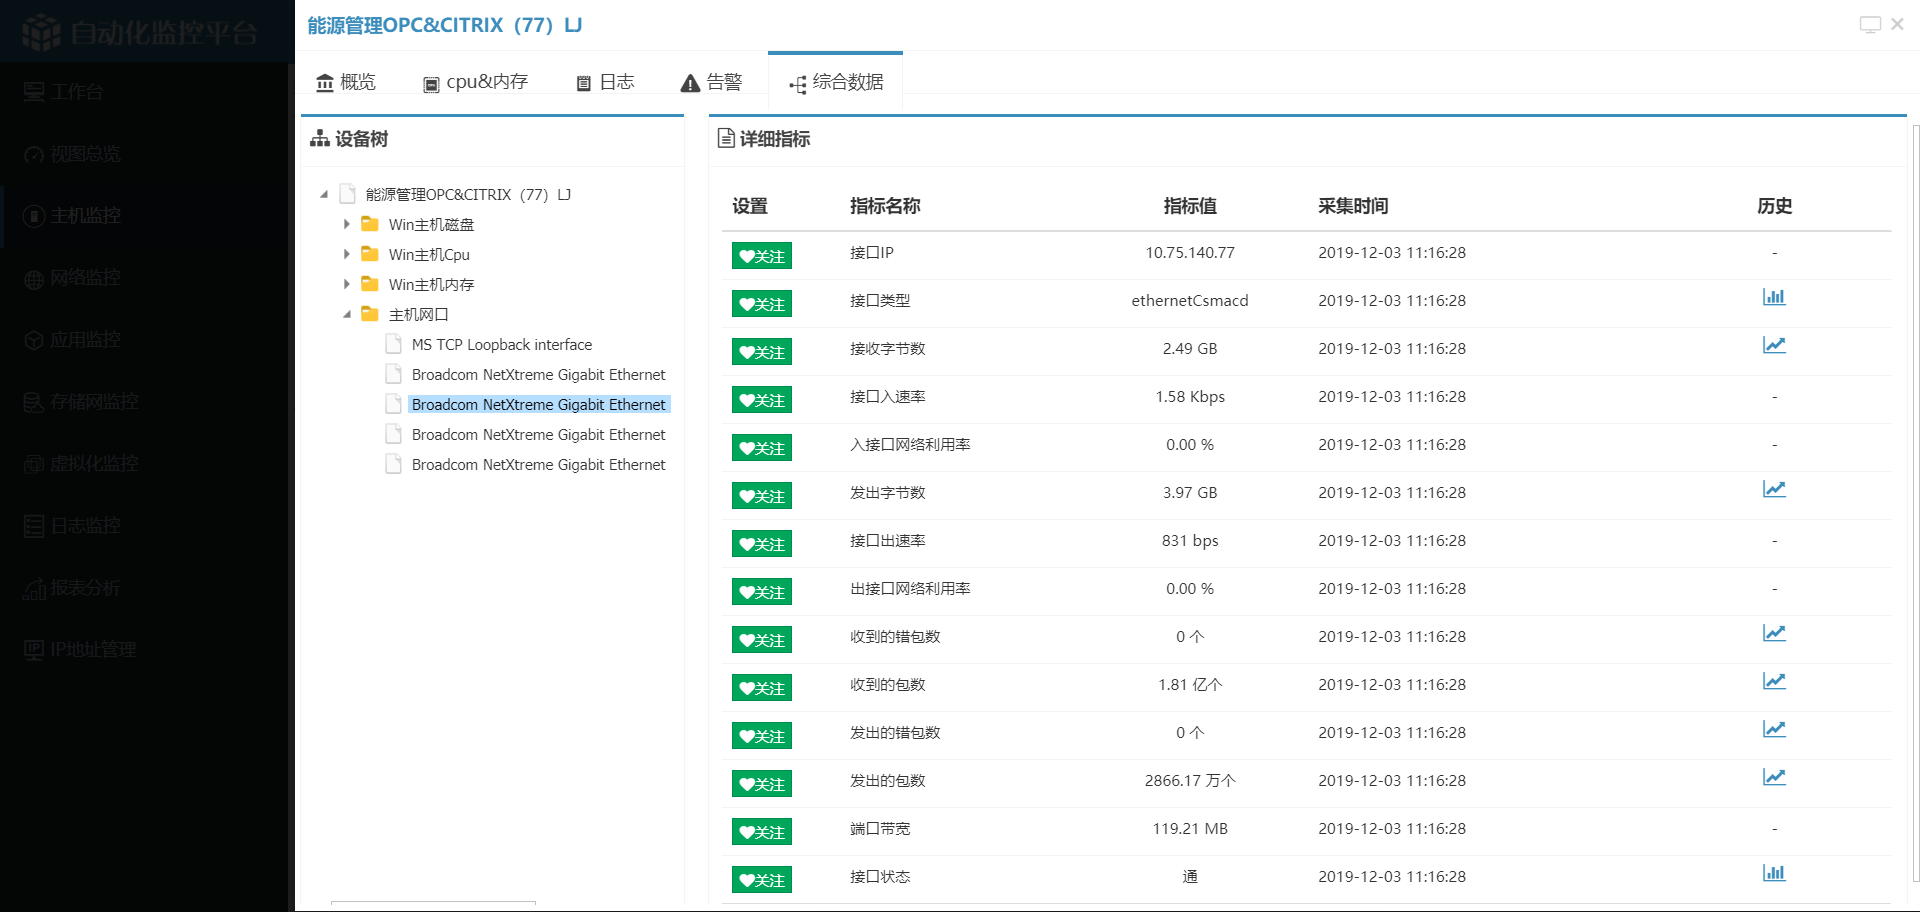 自动化监控平台
工作台
视图总览
主机监控
网络监控
应用监控
存储网监控
虚拟化监控
日志监控
报表分析
IP地址管理
能源管理OPC&CITRIX（77）LJ
概览 cpu&内存 日志 告警 综合数据
设备树
能源管理OPC&CITRIX（77）LJ
Win主机磁盘
Win主机Cpu
Win主机内存
主机网口
MS TCP Loopback interface
Broadcom NetXtreme Gigabit Ethernet
Broadcom NetXtreme Gigabit Ethernet
Broadcom NetXtreme Gigabit Ethernet
Broadcom NetXtreme Gigabit Ethernet
详细指标
设置 指标名称 指标值 采集时间 历史
关注 接口IP 10.75.140.77 2019-12-03 11:16:28 -
关注 接口类型 ethernetCsmacd 2019-12-03 11:16:28
关注 接收字节数 2.49 GB 2019-12-03 11:16:28
关注 接口入速率 1.58 Kbps 2019-12-03 11:16:28 -
关注 入接口网络利用率 0.00 % 2019-12-03 11:16:28 -
关注 发出字节数 3.97 GB 2019-12-03 11:16:28
关注 接口出速率 831 bps 2019-12-03 11:16:28 -
关注 出接口网络利用率 0.00 % 2019-12-03 11:16:28 -
关注 收到的错包数 0 个 2019-12-03 11:16:28
关注 收到的包数 1.81 亿个 2019-12-03 11:16:28
关注 发出的错包数 0 个 2019-12-03 11:16:28
关注 发出的包数 2866.17 万个 2019-12-03 11:16:28
关注 端口带宽 119.21 MB 2019-12-03 11:16:28 -
关注 接口状态 通 2019-12-03 11:16:28